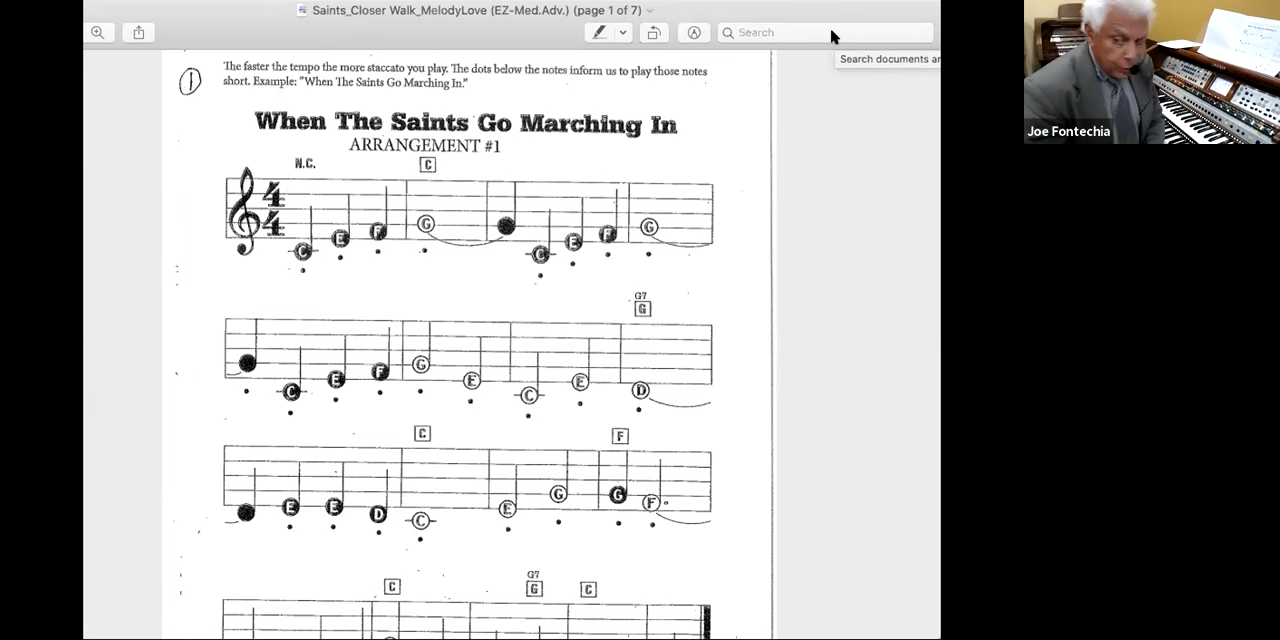 Saints_Closer Walk_MelodyLove (EZ-Med.Adv.) (page 1 of 7)
Search
Search documents an
Joe Fontechia
1
The faster the tempo the more staccato you play. The dots below the notes inform us to play those notes
short. Example: "When The Saints Go Marching In."
When The Saints Go Marching In
ARRANGEMENT #1
N.C. C
4
4
C E F G C E F G
G7
G
C E F G E C E D
C F
E E D C E G G F
G7
C G C